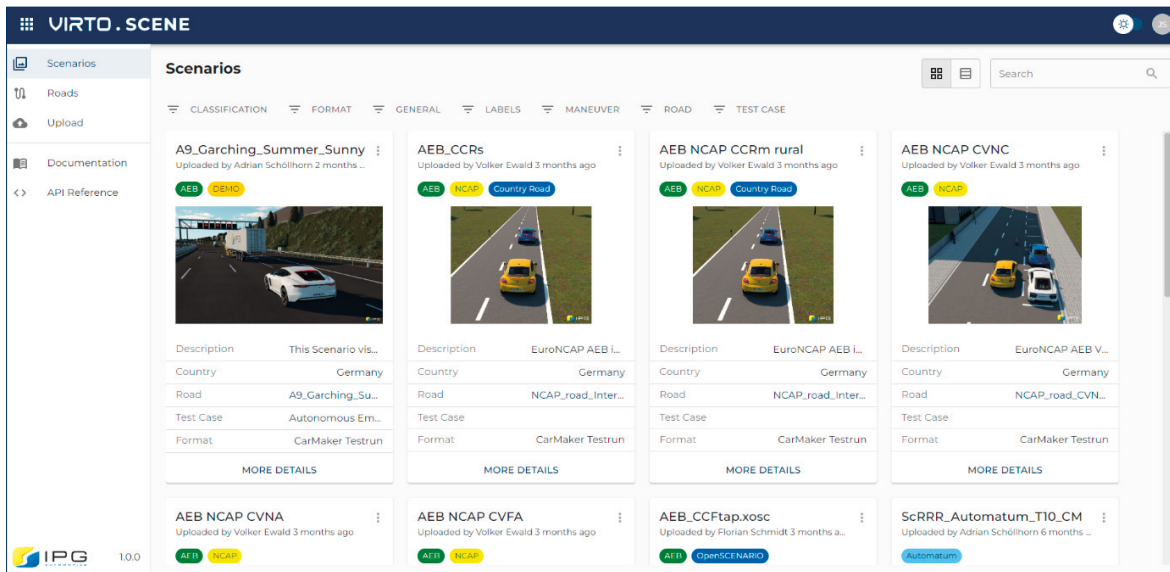 VIRTO.SCENE
JS
Scenarios
Roads
Upload
Documentation
API Reference
IPG
AUTOMOTIVE
1.0.0
Scenarios
Search
CLASSIFICATION FORMAT GENERAL LABELS MANEUVER ROAD TEST CASE
A9_Garching_Summer_Sunny
Uploaded by Adrian Schöllhorn 2 months ...
AEB DEMO
IPG
Description This Scenario vis...
Country Germany
Road A9_Garching_Su...
Test Case Autonomous Em...
Format CarMaker Testrun
MORE DETAILS
AEB_CCRs
Uploaded by Volker Ewald 3 months ago
AEB NCAP Country Road
IPG
Description EuroNCAP AEB i...
Country Germany
Road NCAP_road_Inter...
Test Case
Format CarMaker Testrun
MORE DETAILS
AEB NCAP CCRm rural
Uploaded by Volker Ewald 3 months ago
AEB NCAP Country Road
IPG
Description EuroNCAP AEB i...
Country Germany
Road NCAP_road_Inter...
Test Case
Format CarMaker Testrun
MORE DETAILS
AEB NCAP CVNC
Uploaded by Volker Ewald 3 months ago
AEB NCAP
IPG
Description EuroNCAP AEB V...
Country Germany
Road NCAP_road_CVN...
Test Case
Format CarMaker Testrun
MORE DETAILS
AEB NCAP CVNA
Uploaded by Volker Ewald 3 months ago
AEB NCAP
AEB NCAP CVFA
Uploaded by Volker Ewald 3 months ago
AEB NCAP
AEB_CCFtap.xosc
Uploaded by Florian Schmidt 3 months a...
AEB OpenSCENARIO
ScRRR_Automatum_T10_CM
Uploaded by Adrian Schöllhorn 6 months ...
Automatum